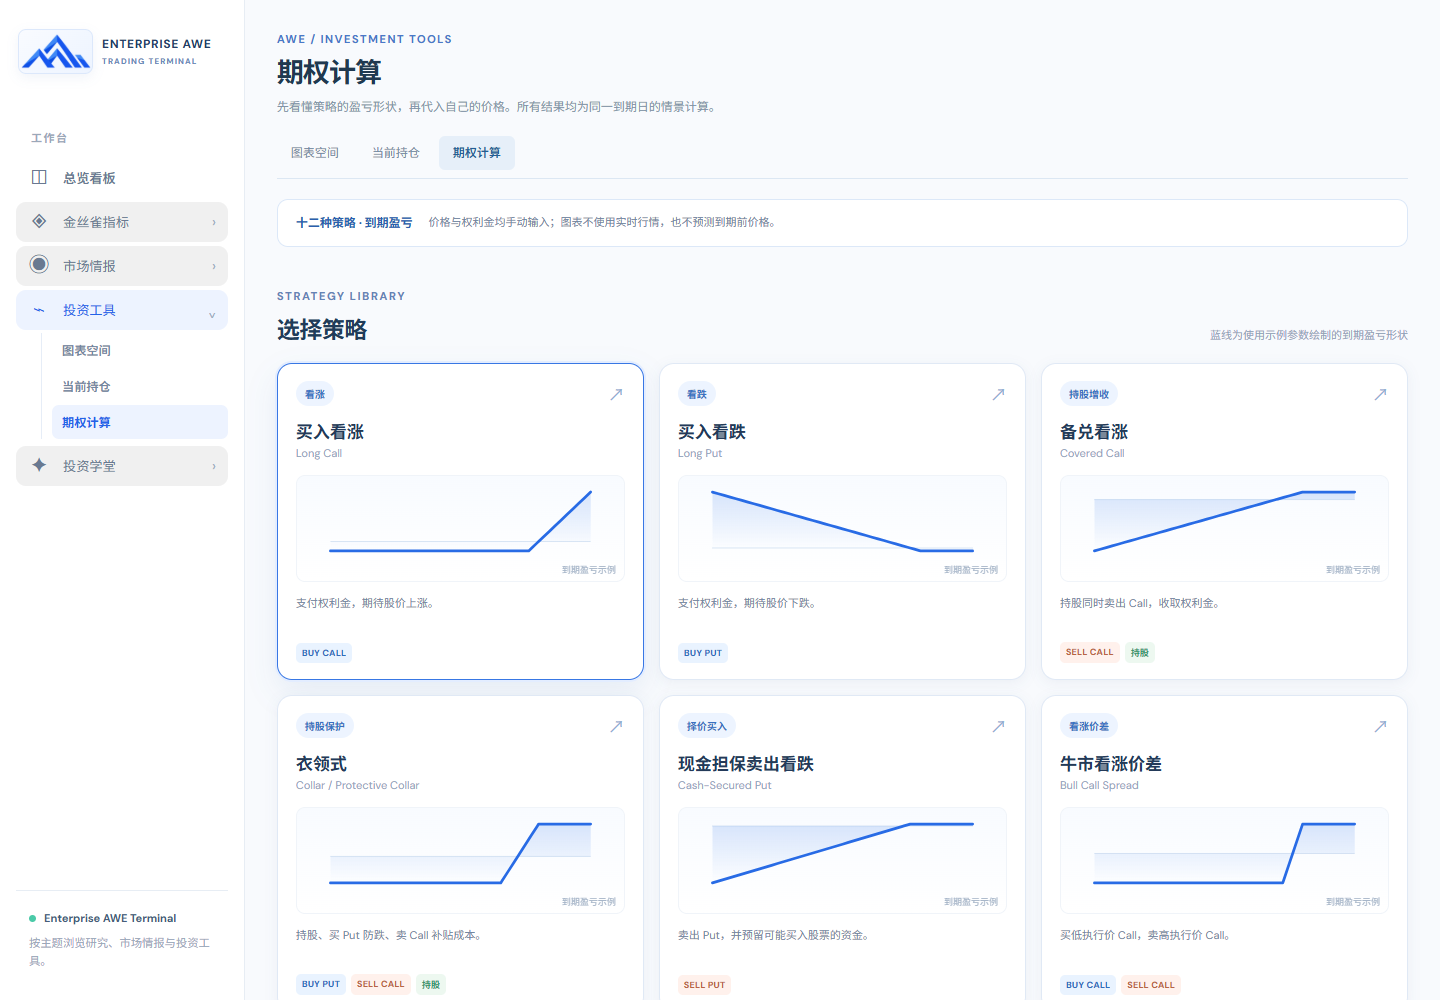 ENTERPRISE AWE
TRADING TERMINAL
工作台
总览看板
金丝雀指标
市场情报
投资工具
图表空间
当前持仓
期权计算
投资学堂
Enterprise AWE Terminal
按主题浏览研究、市场情报与投资工
具。
AWE / INVESTMENT TOOLS
期权计算
先看懂策略的盈亏形状，再代入自己的价格。所有结果均为同一到期日的情景计算。
图表空间 当前持仓 期权计算
十二种策略 · 到期盈亏 价格与权利金均手动输入；图表不使用实时行情，也不预测到期前价格。
STRATEGY LIBRARY
选择策略
蓝线为使用示例参数绘制的到期盈亏形状
看涨
买入看涨
Long Call
到期盈亏示例
支付权利金，期待股价上涨。
BUY CALL
看跌
买入看跌
Long Put
到期盈亏示例
支付权利金，期待股价下跌。
BUY PUT
持股增收
备兑看涨
Covered Call
到期盈亏示例
持股同时卖出 Call，收取权利金。
SELL CALL 持股
持股保护
衣领式
Collar / Protective Collar
到期盈亏示例
持股、买 Put 防跌、卖 Call 补贴成本。
BUY PUT SELL CALL 持股
择价买入
现金担保卖出看跌
Cash-Secured Put
到期盈亏示例
卖出 Put，并预留可能买入股票的资金。
SELL PUT
看涨价差
牛市看涨价差
Bull Call Spread
到期盈亏示例
买低执行价 Call，卖高执行价 Call。
BUY CALL SELL CALL